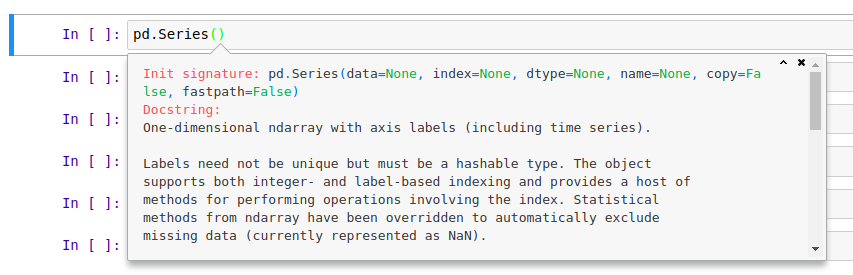 In [ ]: pd.Series()
In [ ]:
Init signature: pd.Series(data=None, index=None, dtype=None, name=None, copy=Fa
lse, fastpath=False)
In [ ]:
Docstring:
One-dimensional ndarray with axis labels (including time series).
In [ ]:
Labels need not be unique but must be a hashable type. The object
supports both integer- and label-based indexing and provides a host of
In [ ]:
methods for performing operations involving the index. Statistical
methods from ndarray have been overridden to automatically exclude
missing data (currently represented as NaN).
In [ ]: